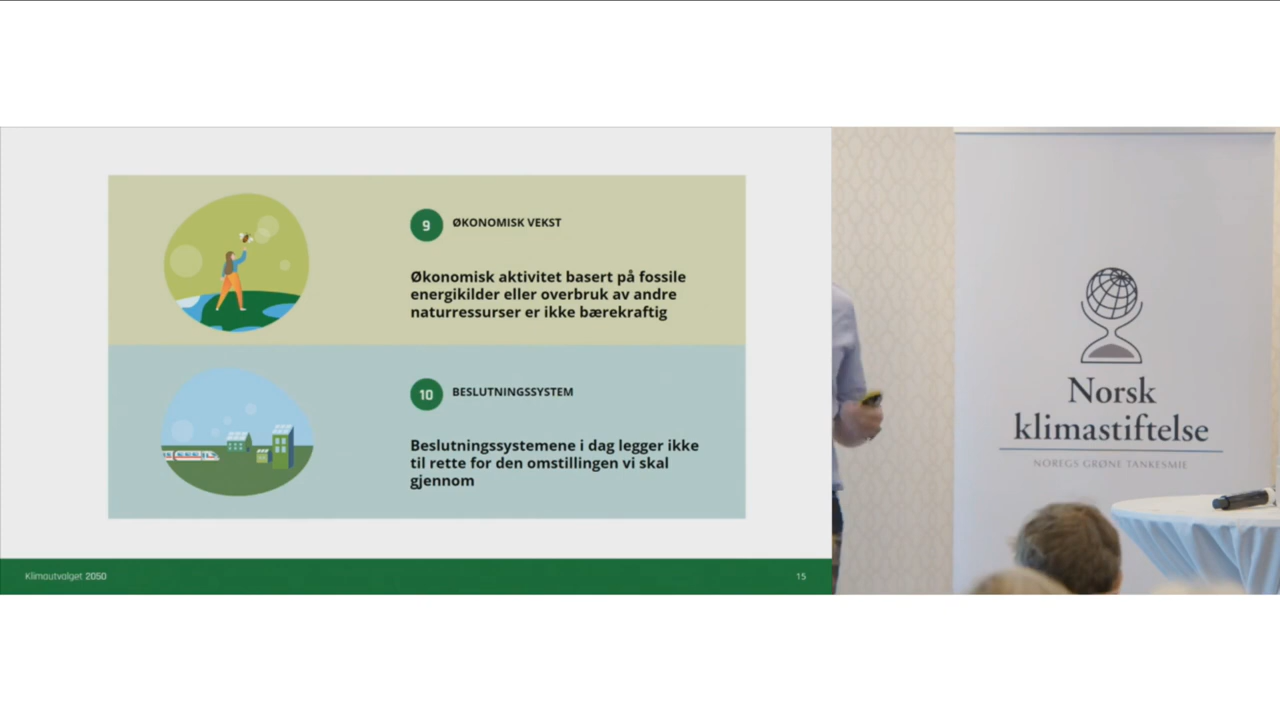 9 ØKONOMISK VEKST
Økonomisk aktivitet basert på fossile
energikilder eller overbruk av andre
naturressurser er ikke bærekraftig
10 BESLUTNINGSSYSTEM
Beslutningssystemene i dag legger ikke
til rette for den omstillingen vi skal
gjennom
Klimautvalget 2050
15
Norsk
klimastiftelse
NOREGS GRØNE TANKESMIE